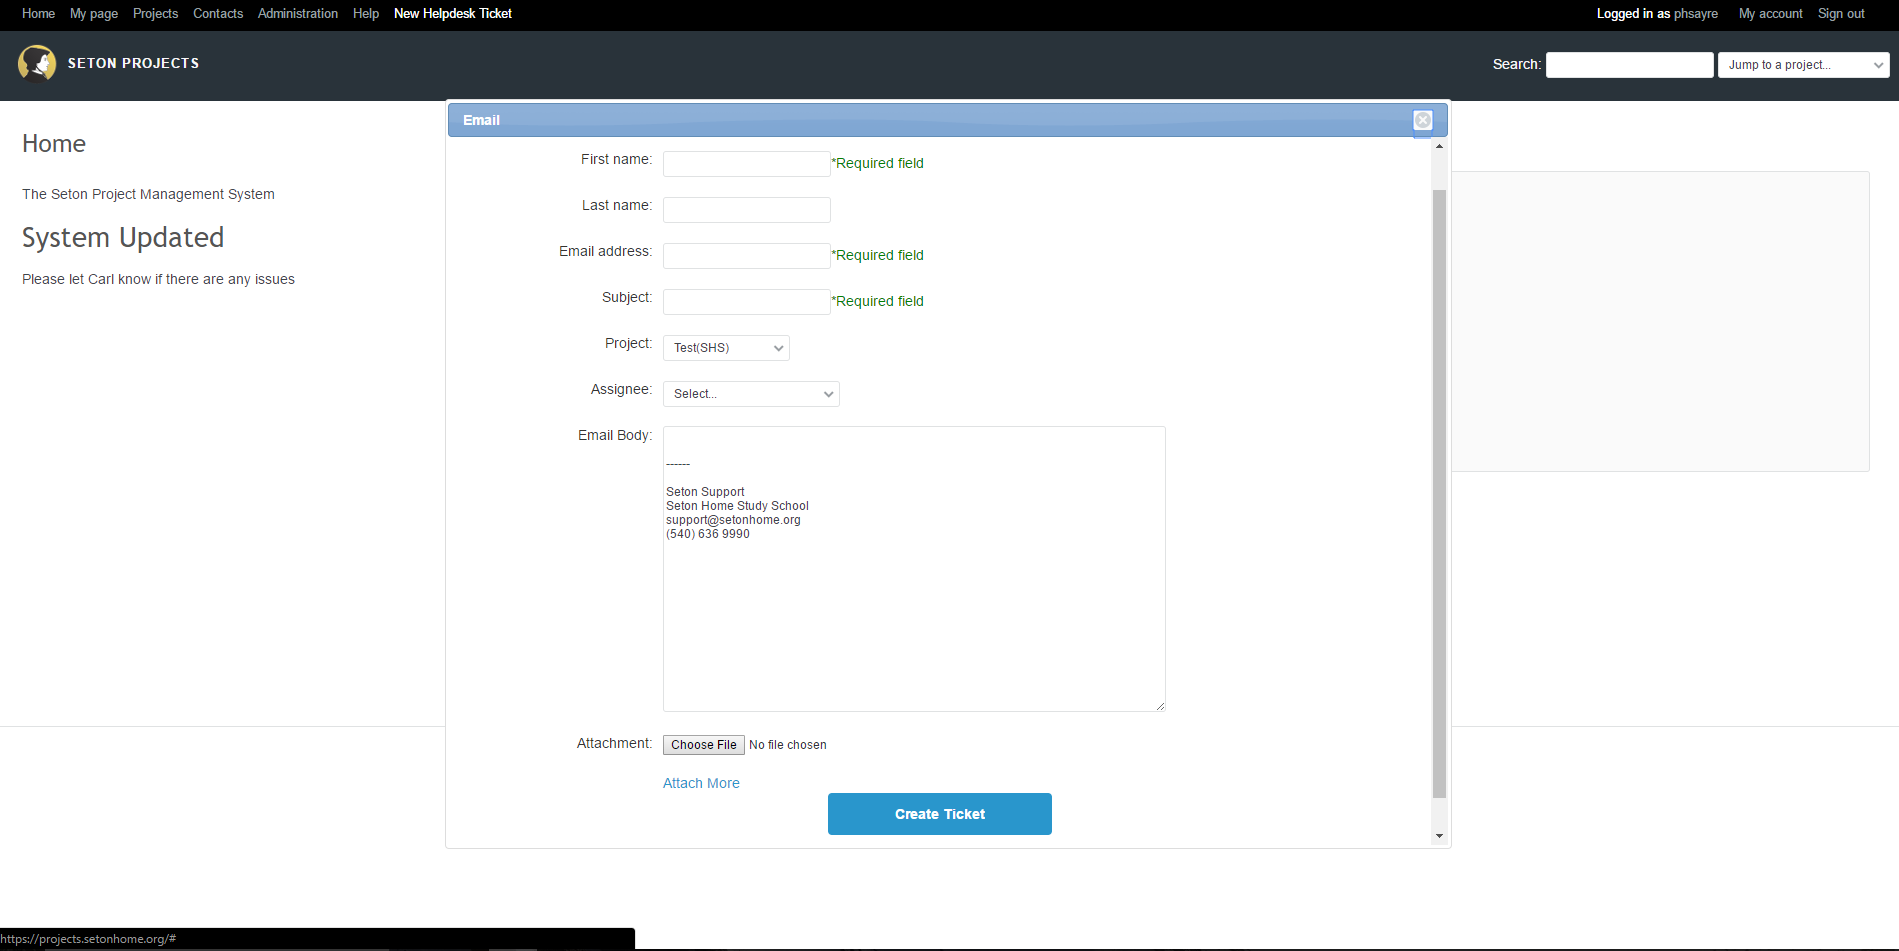 Home My page Projects Contacts Administration Help New Helpdesk Ticket Logged in as phsayre My account Sign out
SETON PROJECTS Search: Jump to a project...
Email
Home
The Seton Project Management System
System Updated
Please let Carl know if there are any issues
First name: *Required field
Last name:
Email address: *Required field
Subject: *Required field
Project: Test(SHS)
Assignee: Select...
Email Body:
------
Seton Support
Seton Home Study School
support@setonhome.org
(540) 636 9990
Attachment: Choose File No file chosen
Attach More
Create Ticket
https://projects.setonhome.org/#